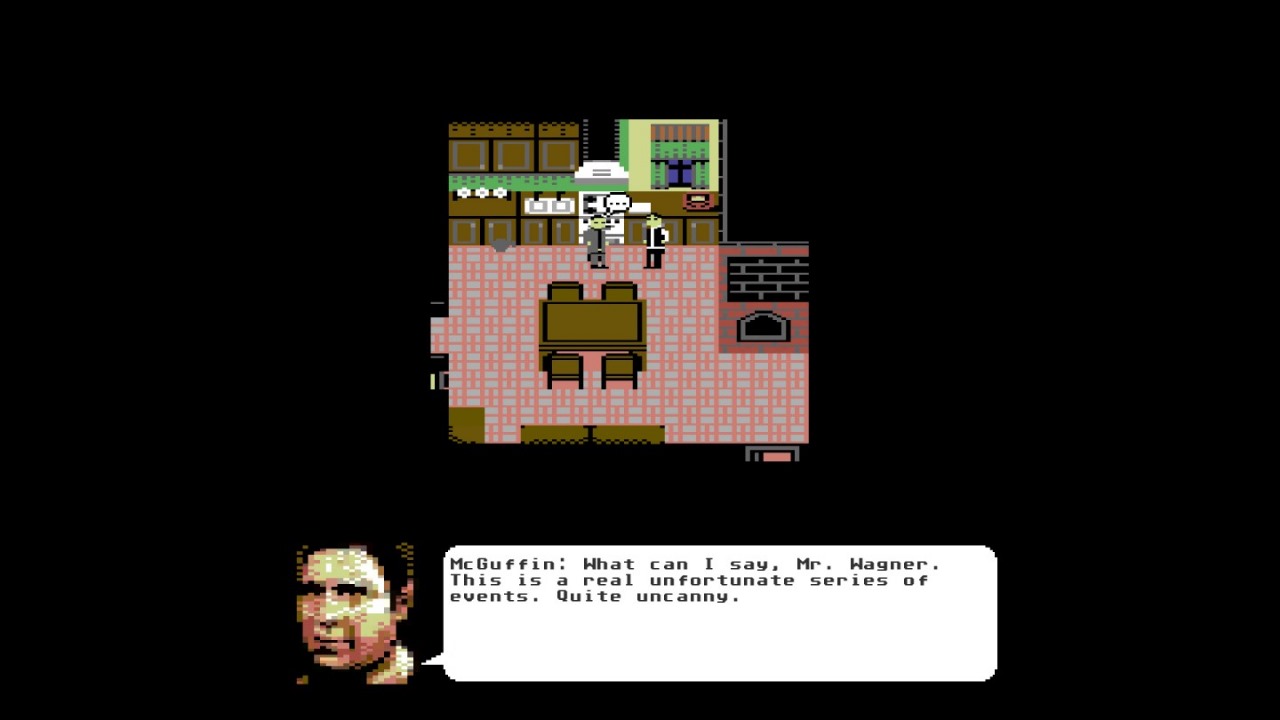 McGuffin: What can I say, Mr. Wagner.
This is a real unfortunate series of
events. Quite uncanny.